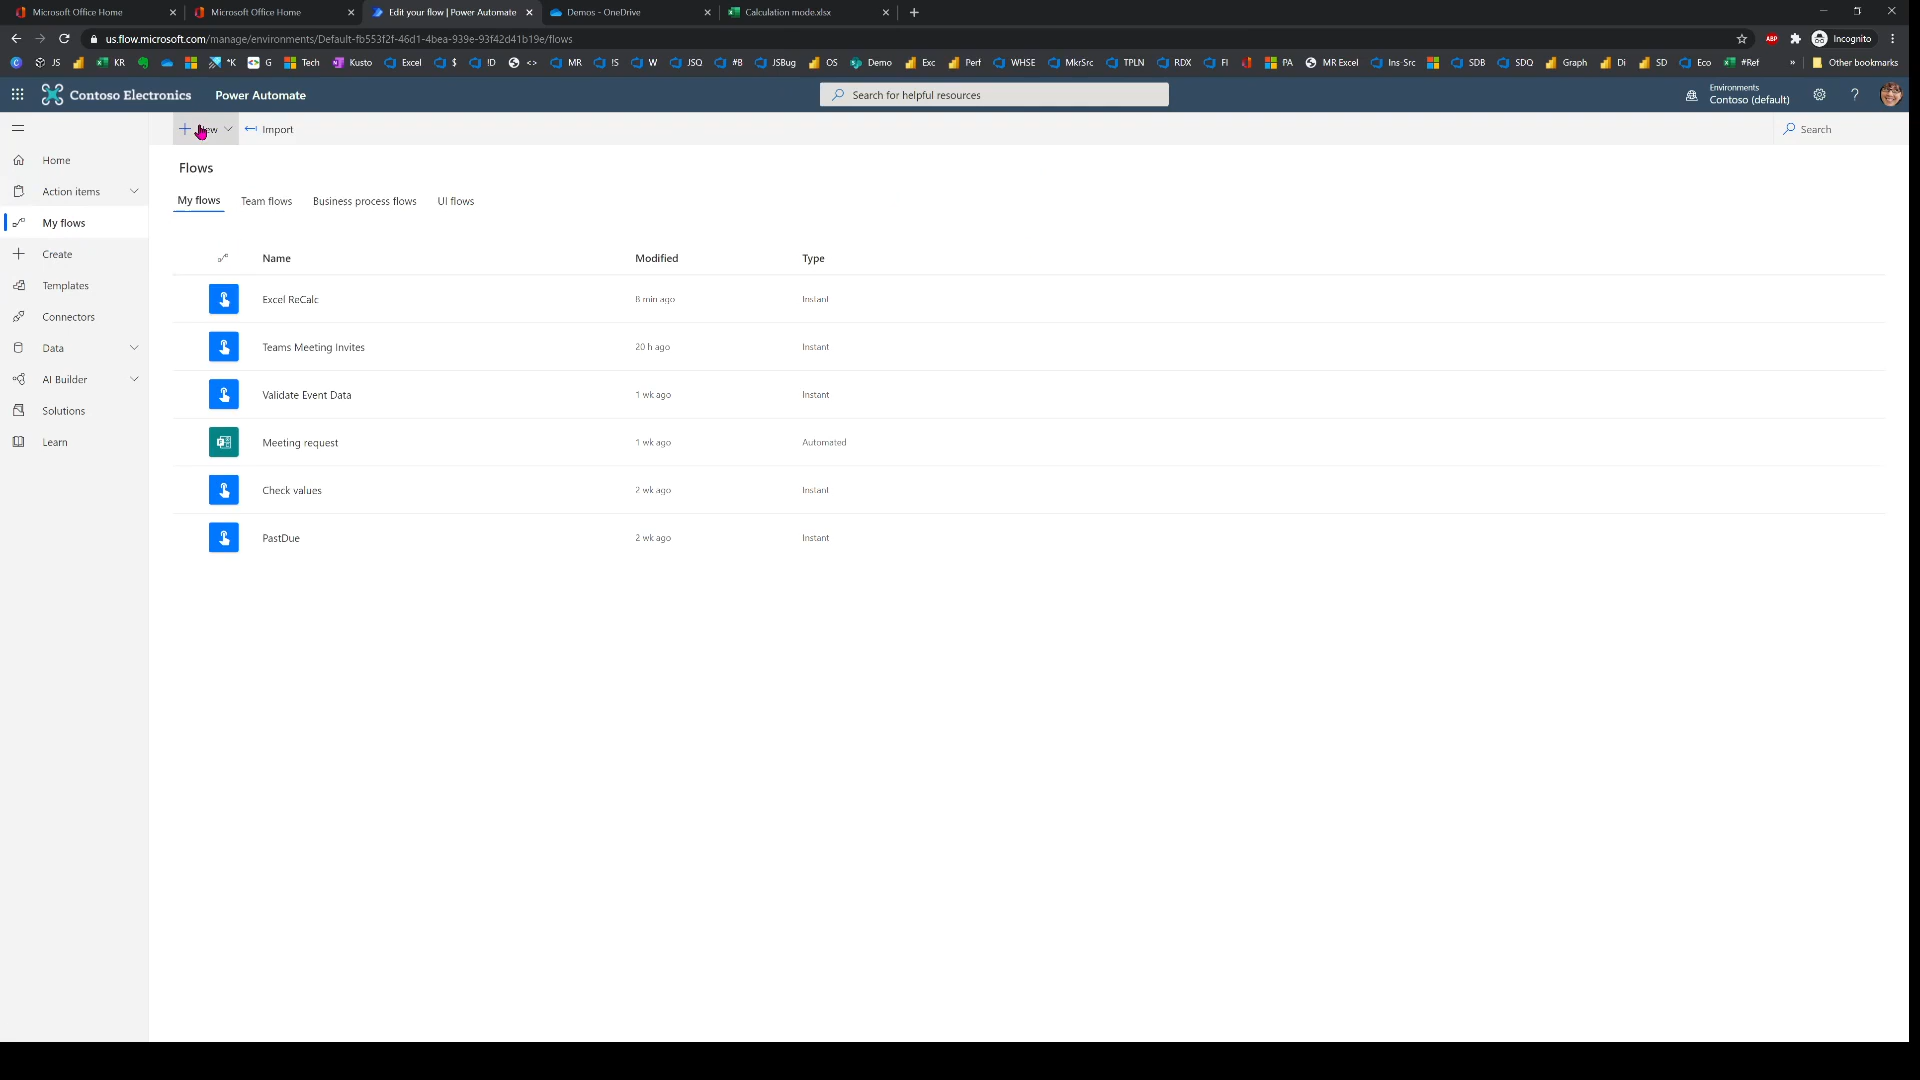 Microsoft Office Home
Microsoft Office Home
Edit your flow | Power Automate
Demos - OneDrive
Calculation mode.xlsx
us.flow.microsoft.com/manage/environments/Default-fb553f2f-46d1-4bea-939e-93f42d41b19e/flows
ABP
Incognito
C JS KR *K G Tech Kusto Excel $ !D <> MR !S W JSQ #B JSBug OS Demo Exc Perf WHSE MkrSrc TPLN RDX FI PA MR Excel Ins-Src SDB SDQ Graph Di SD Eco #Ref » Other bookmarks
Contoso Electronics
Power Automate
Search for helpful resources
Environments
Contoso (default)
?
Import
Search
Home
Action items
My flows
Create
Templates
Connectors
Data
AI Builder
Solutions
Learn
Flows
My flows Team flows Business process flows UI flows
Name Modified Type
Excel ReCalc 8 min ago Instant
Teams Meeting Invites 20 h ago Instant
Validate Event Data 1 wk ago Instant
Meeting request 1 wk ago Automated
Check values 2 wk ago Instant
PastDue 2 wk ago Instant